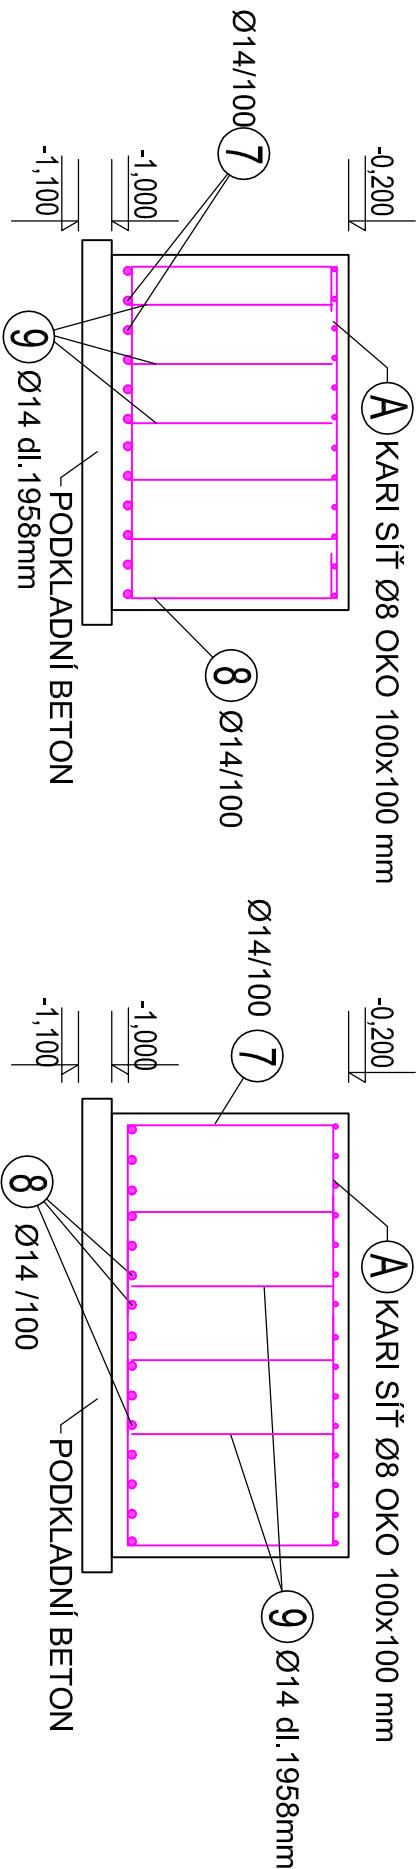 -0,200
-1,000
-1,100
A KARI SÍŤ Ø8 OKO 100x100 mm
Ø14/100 7
8 Ø14/100
PODKLADNÍ BETON
9 Ø14 dl.1958mm
-0,200
-1,000
-1,100
A KARI SÍŤ Ø8 OKO 100x100 mm
Ø14/100 7
9 Ø14 dl.1958mm
PODKLADNÍ BETON
8 Ø14 /100